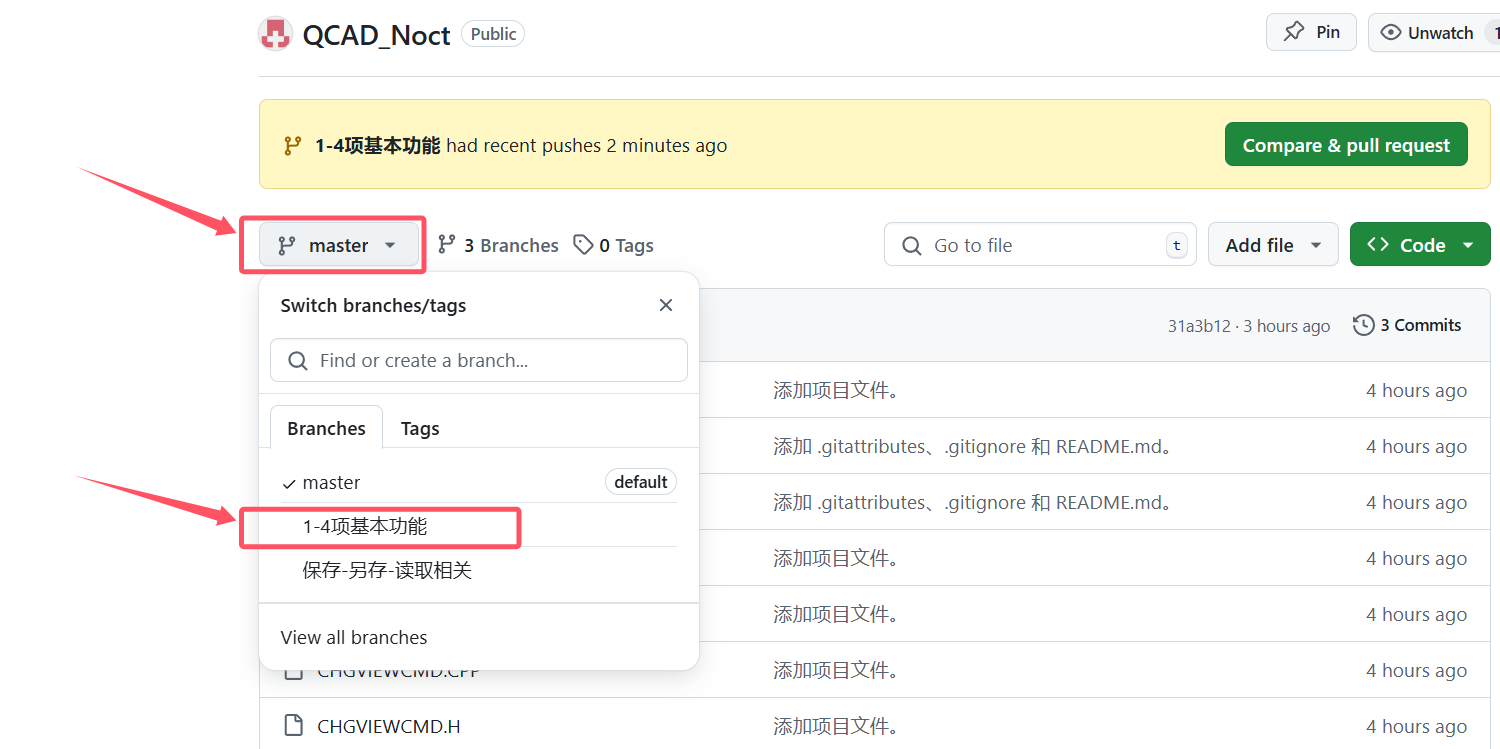 QCAD_Noct Public Pin Unwatch 1
1-4项基本功能 had recent pushes 2 minutes ago Compare & pull request
master 3 Branches 0 Tags Go to file t Add file Code
Switch branches/tags
31a3b12 · 3 hours ago 3 Commits
Find or create a branch...
添加项目文件。 4 hours ago
Branches Tags
添加 .gitattributes、.gitignore 和 README.md。 4 hours ago
master default
添加 .gitattributes、.gitignore 和 README.md。 4 hours ago
1-4项基本功能
添加项目文件。 4 hours ago
保存-另存-读取相关
添加项目文件。 4 hours ago
View all branches
CHGVIEWCMD.CPP 添加项目文件。 4 hours ago
CHGVIEWCMD.H 添加项目文件。 4 hours ago